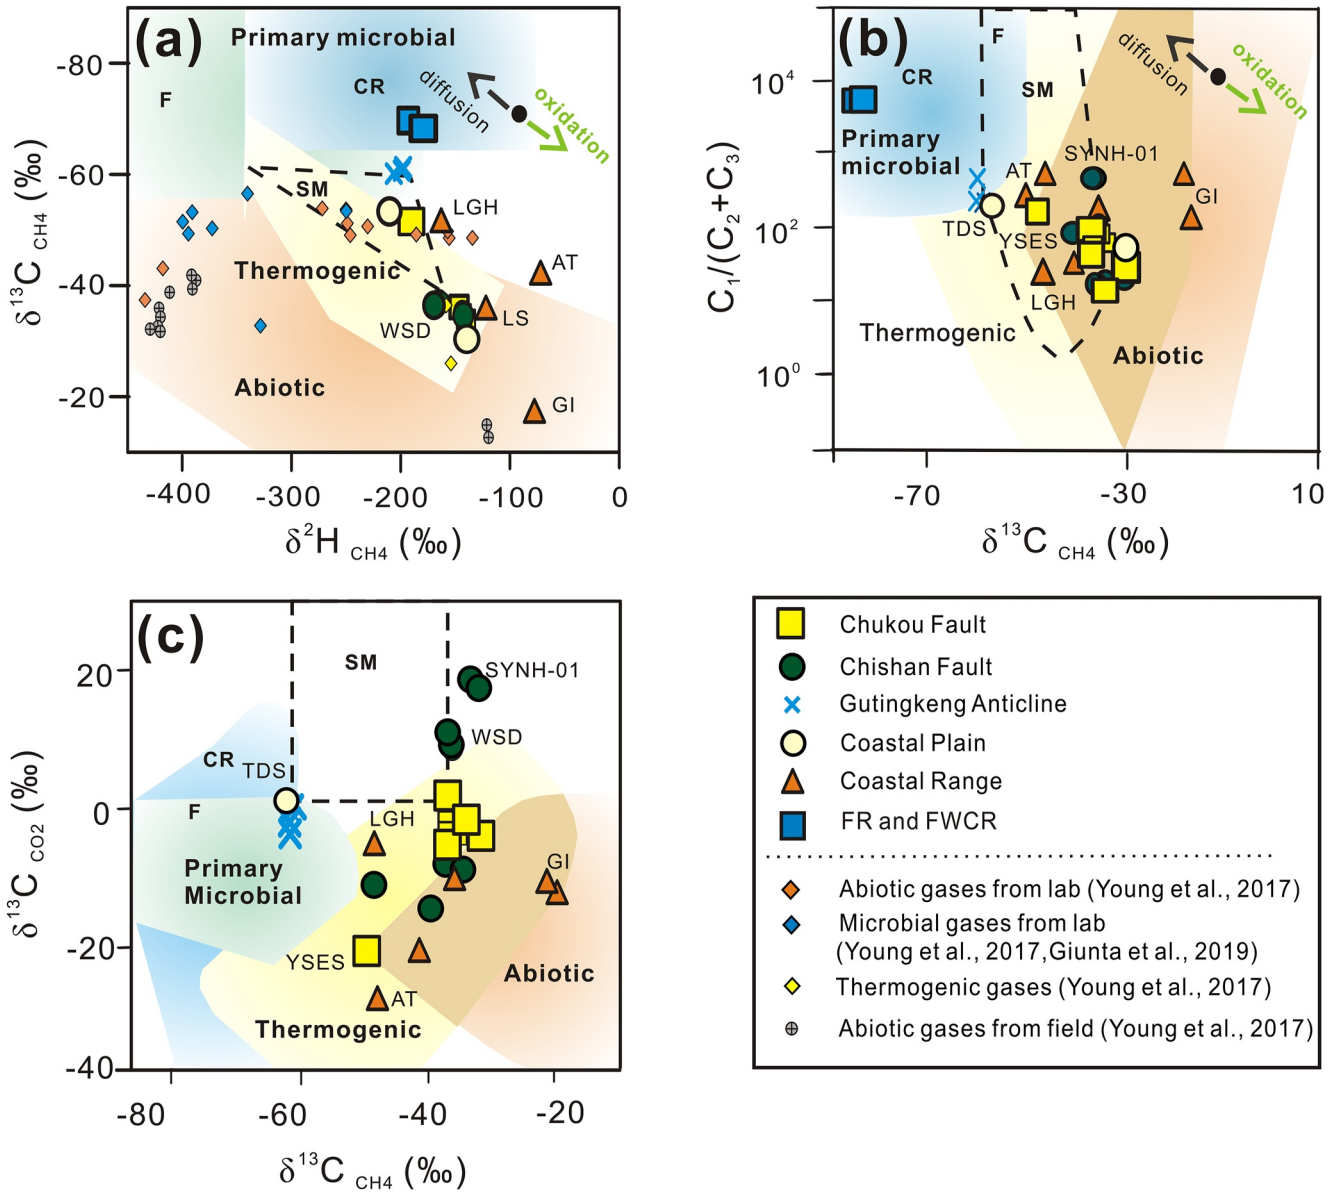 (a)
Primary microbial
F
CR
diffusion
oxidation
SM
LGH
Thermogenic
AT
WSD
LS
Abiotic
GI
-80
-60
-40
-20
-400
-300
-200
-100
0
δ¹³C CH4 (‰)
δ²H CH4 (‰)
(b)
F
CR
SM
diffusion
oxidation
Primary
microbial
SYNH-01
AT
GI
TDS
YSES
LGH
Thermogenic
Abiotic
10⁴
10²
10⁰
-70
-30
10
C₁/(C₂+C₃)
δ¹³C CH4 (‰)
(c)
SM
SYNH-01
WSD
CR
TDS
F
LGH
Primary
Microbial
GI
YSES
Abiotic
AT
Thermogenic
20
0
-20
-40
-80
-60
-40
-20
δ¹³C CO2 (‰)
δ¹³C CH4 (‰)
Chukou Fault
Chishan Fault
Gutingkeng Anticline
Coastal Plain
Coastal Range
FR and FWCR
Abiotic gases from lab (Young et al., 2017)
Microbial gases from lab
(Young et al., 2017,Giunta et al., 2019)
Thermogenic gases (Young et al., 2017)
Abiotic gases from field (Young et al., 2017)